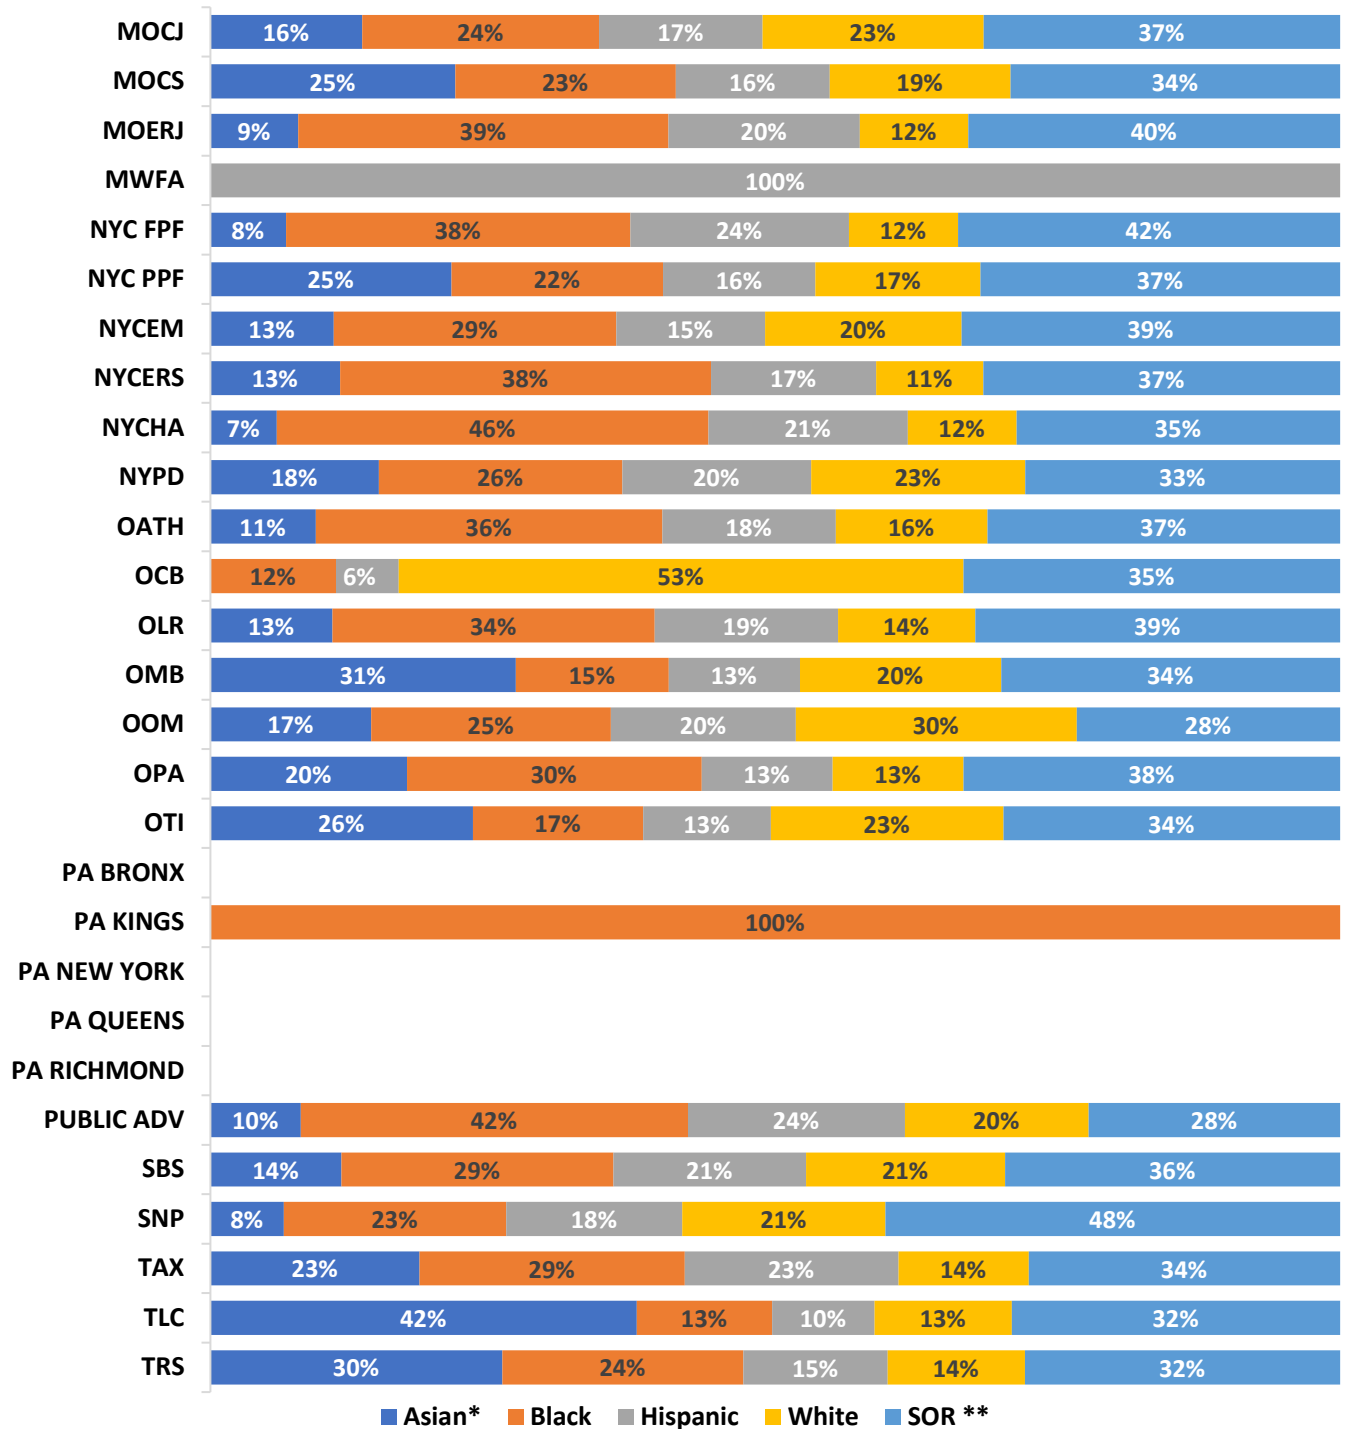 MOCJ 16% 24% 17% 23% 37%
MOCS 25% 23% 16% 19% 34%
MOERJ 9% 39% 20% 12% 40%
MWFA 100%
NYC FPF 8% 38% 24% 12% 42%
NYC PPF 25% 22% 16% 17% 37%
NYCEM 13% 29% 15% 20% 39%
NYCERS 13% 38% 17% 11% 37%
NYCHA 7% 46% 21% 12% 35%
NYPD 18% 26% 20% 23% 33%
OATH 11% 36% 18% 16% 37%
OCB 12% 6% 53% 35%
OLR 13% 34% 19% 14% 39%
OMB 31% 15% 13% 20% 34%
OOM 17% 25% 20% 30% 28%
OPA 20% 30% 13% 13% 38%
OTI 26% 17% 13% 23% 34%
PA BRONX
PA KINGS 100%
PA NEW YORK
PA QUEENS
PA RICHMOND
PUBLIC ADV 10% 42% 24% 20% 28%
SBS 14% 29% 21% 21% 36%
SNP 8% 23% 18% 21% 48%
TAX 23% 29% 23% 14% 34%
TLC 42% 13% 10% 13% 32%
TRS 30% 24% 15% 14% 32%
Asian* Black Hispanic White SOR **